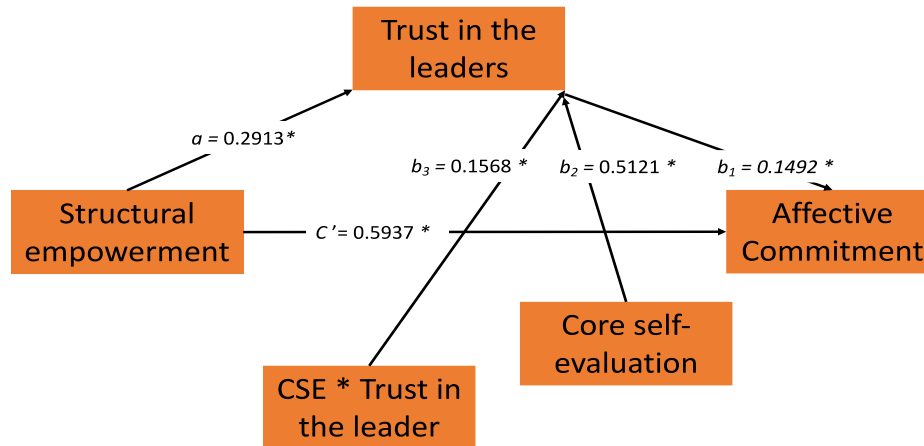 Trust in the
leaders
a = 0.2913*
b₃ = 0.1568 *
b₂ = 0.5121 *
b₁ = 0.1492 *
Structural
empowerment
C’= 0.5937 *
Affective
Commitment
Core self-
evaluation
CSE * Trust in
the leader